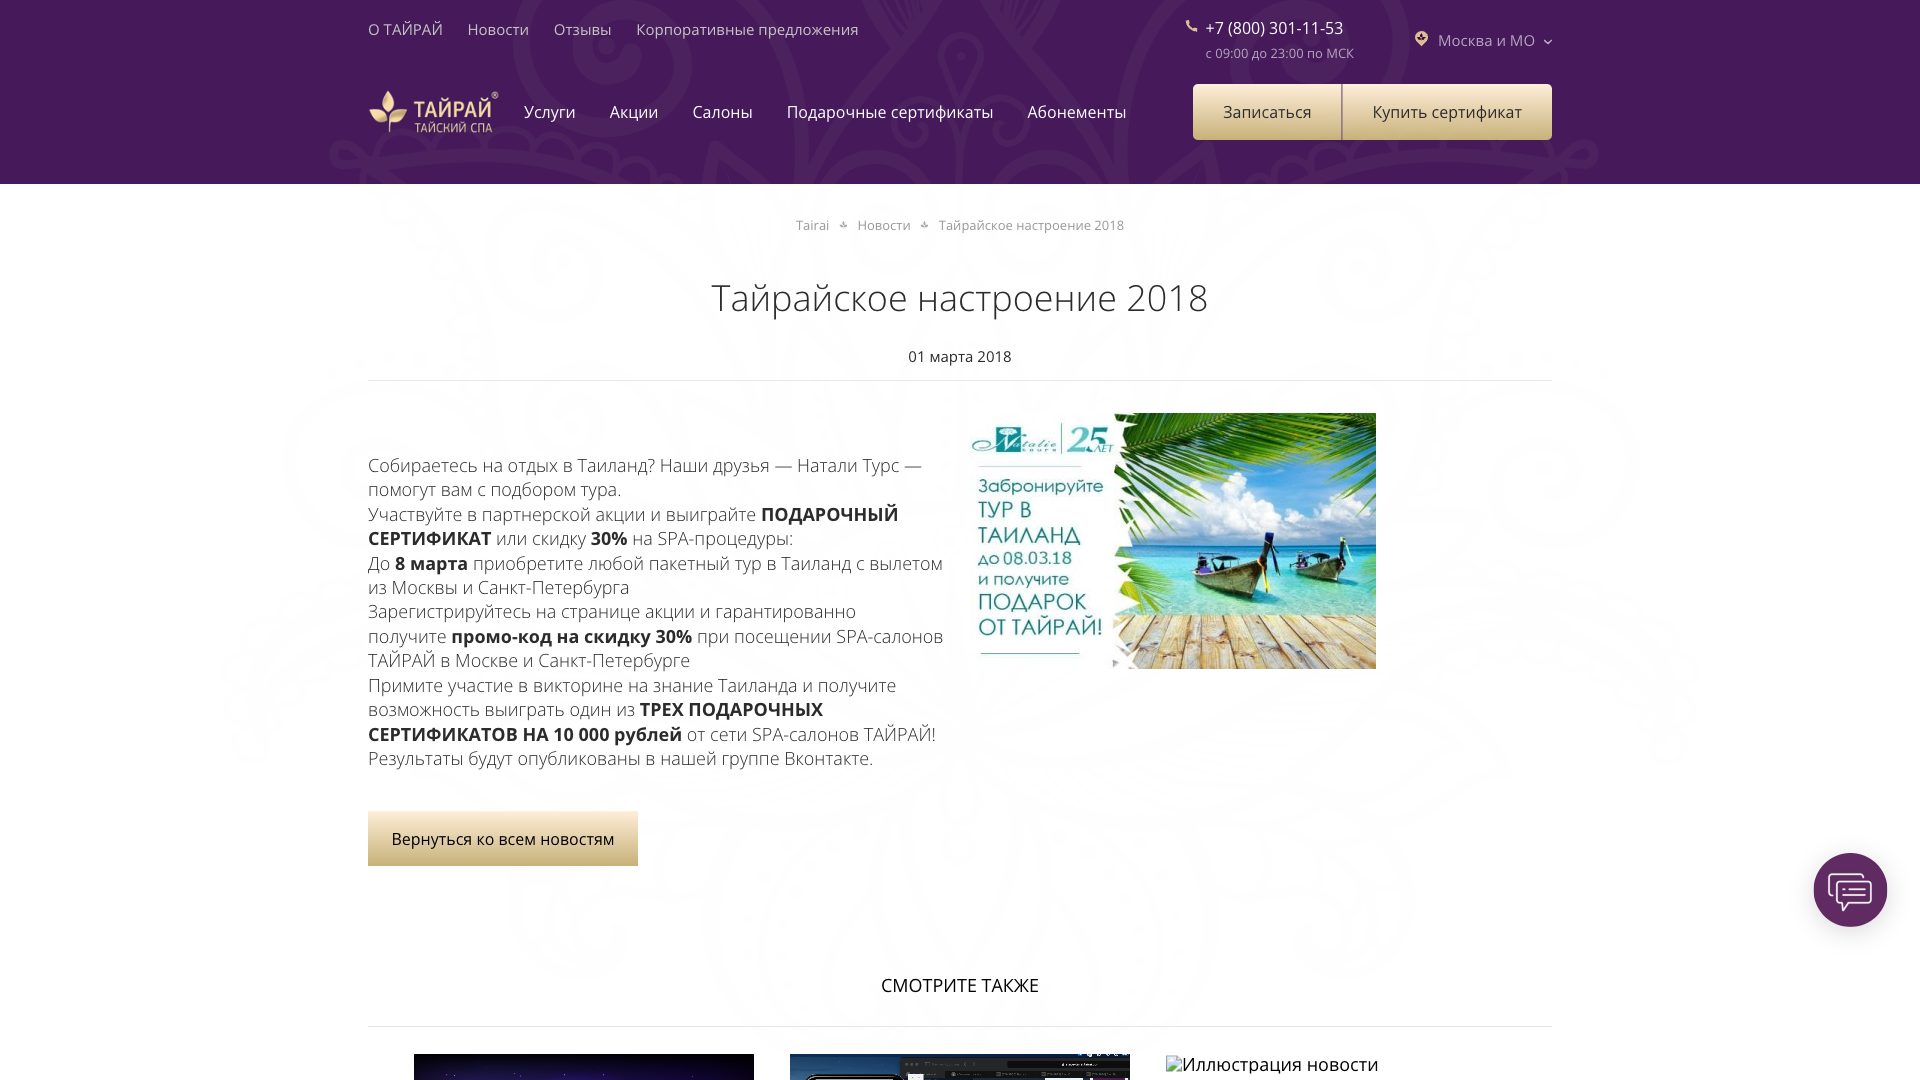 О ТАЙРАЙ Новости Отзывы Корпоративные предложения
+7 (800) 301-11-53
с 09:00 до 23:00 по МСК
Москва и МО
ТАЙРАЙ®
ТАЙСКИЙ СПА
Услуги Акции Салоны Подарочные сертификаты Абонементы
Записаться Купить сертификат
Tairai Новости Тайрайское настроение 2018
Тайрайское настроение 2018
01 марта 2018
Собираетесь на отдых в Таиланд? Наши друзья — Натали Турс —
помогут вам с подбором тура.
Участвуйте в партнерской акции и выиграйте ПОДАРОЧНЫЙ
СЕРТИФИКАТ или скидку 30% на SPA-процедуры:
До 8 марта приобретите любой пакетный тур в Таиланд с вылетом
из Москвы и Санкт-Петербурга
Зарегистрируйтесь на странице акции и гарантированно
получите промо-код на скидку 30% при посещении SPA-салонов
ТАЙРАЙ в Москве и Санкт-Петербурге
Примите участие в викторине на знание Таиланда и получите
возможность выиграть один из ТРЕХ ПОДАРОЧНЫХ
СЕРТИФИКАТОВ НА 10 000 рублей от сети SPA-салонов ТАЙРАЙ!
Результаты будут опубликованы в нашей группе Вконтакте.
Natalie
25 ЛЕТ
Забронируйте
ТУР В
ТАИЛАНД
до 08.03.18
и получите
ПОДАРОК
ОТ ТАЙРАЙ!
Вернуться ко всем новостям
СМОТРИТЕ ТАКЖЕ
Иллюстрация новости